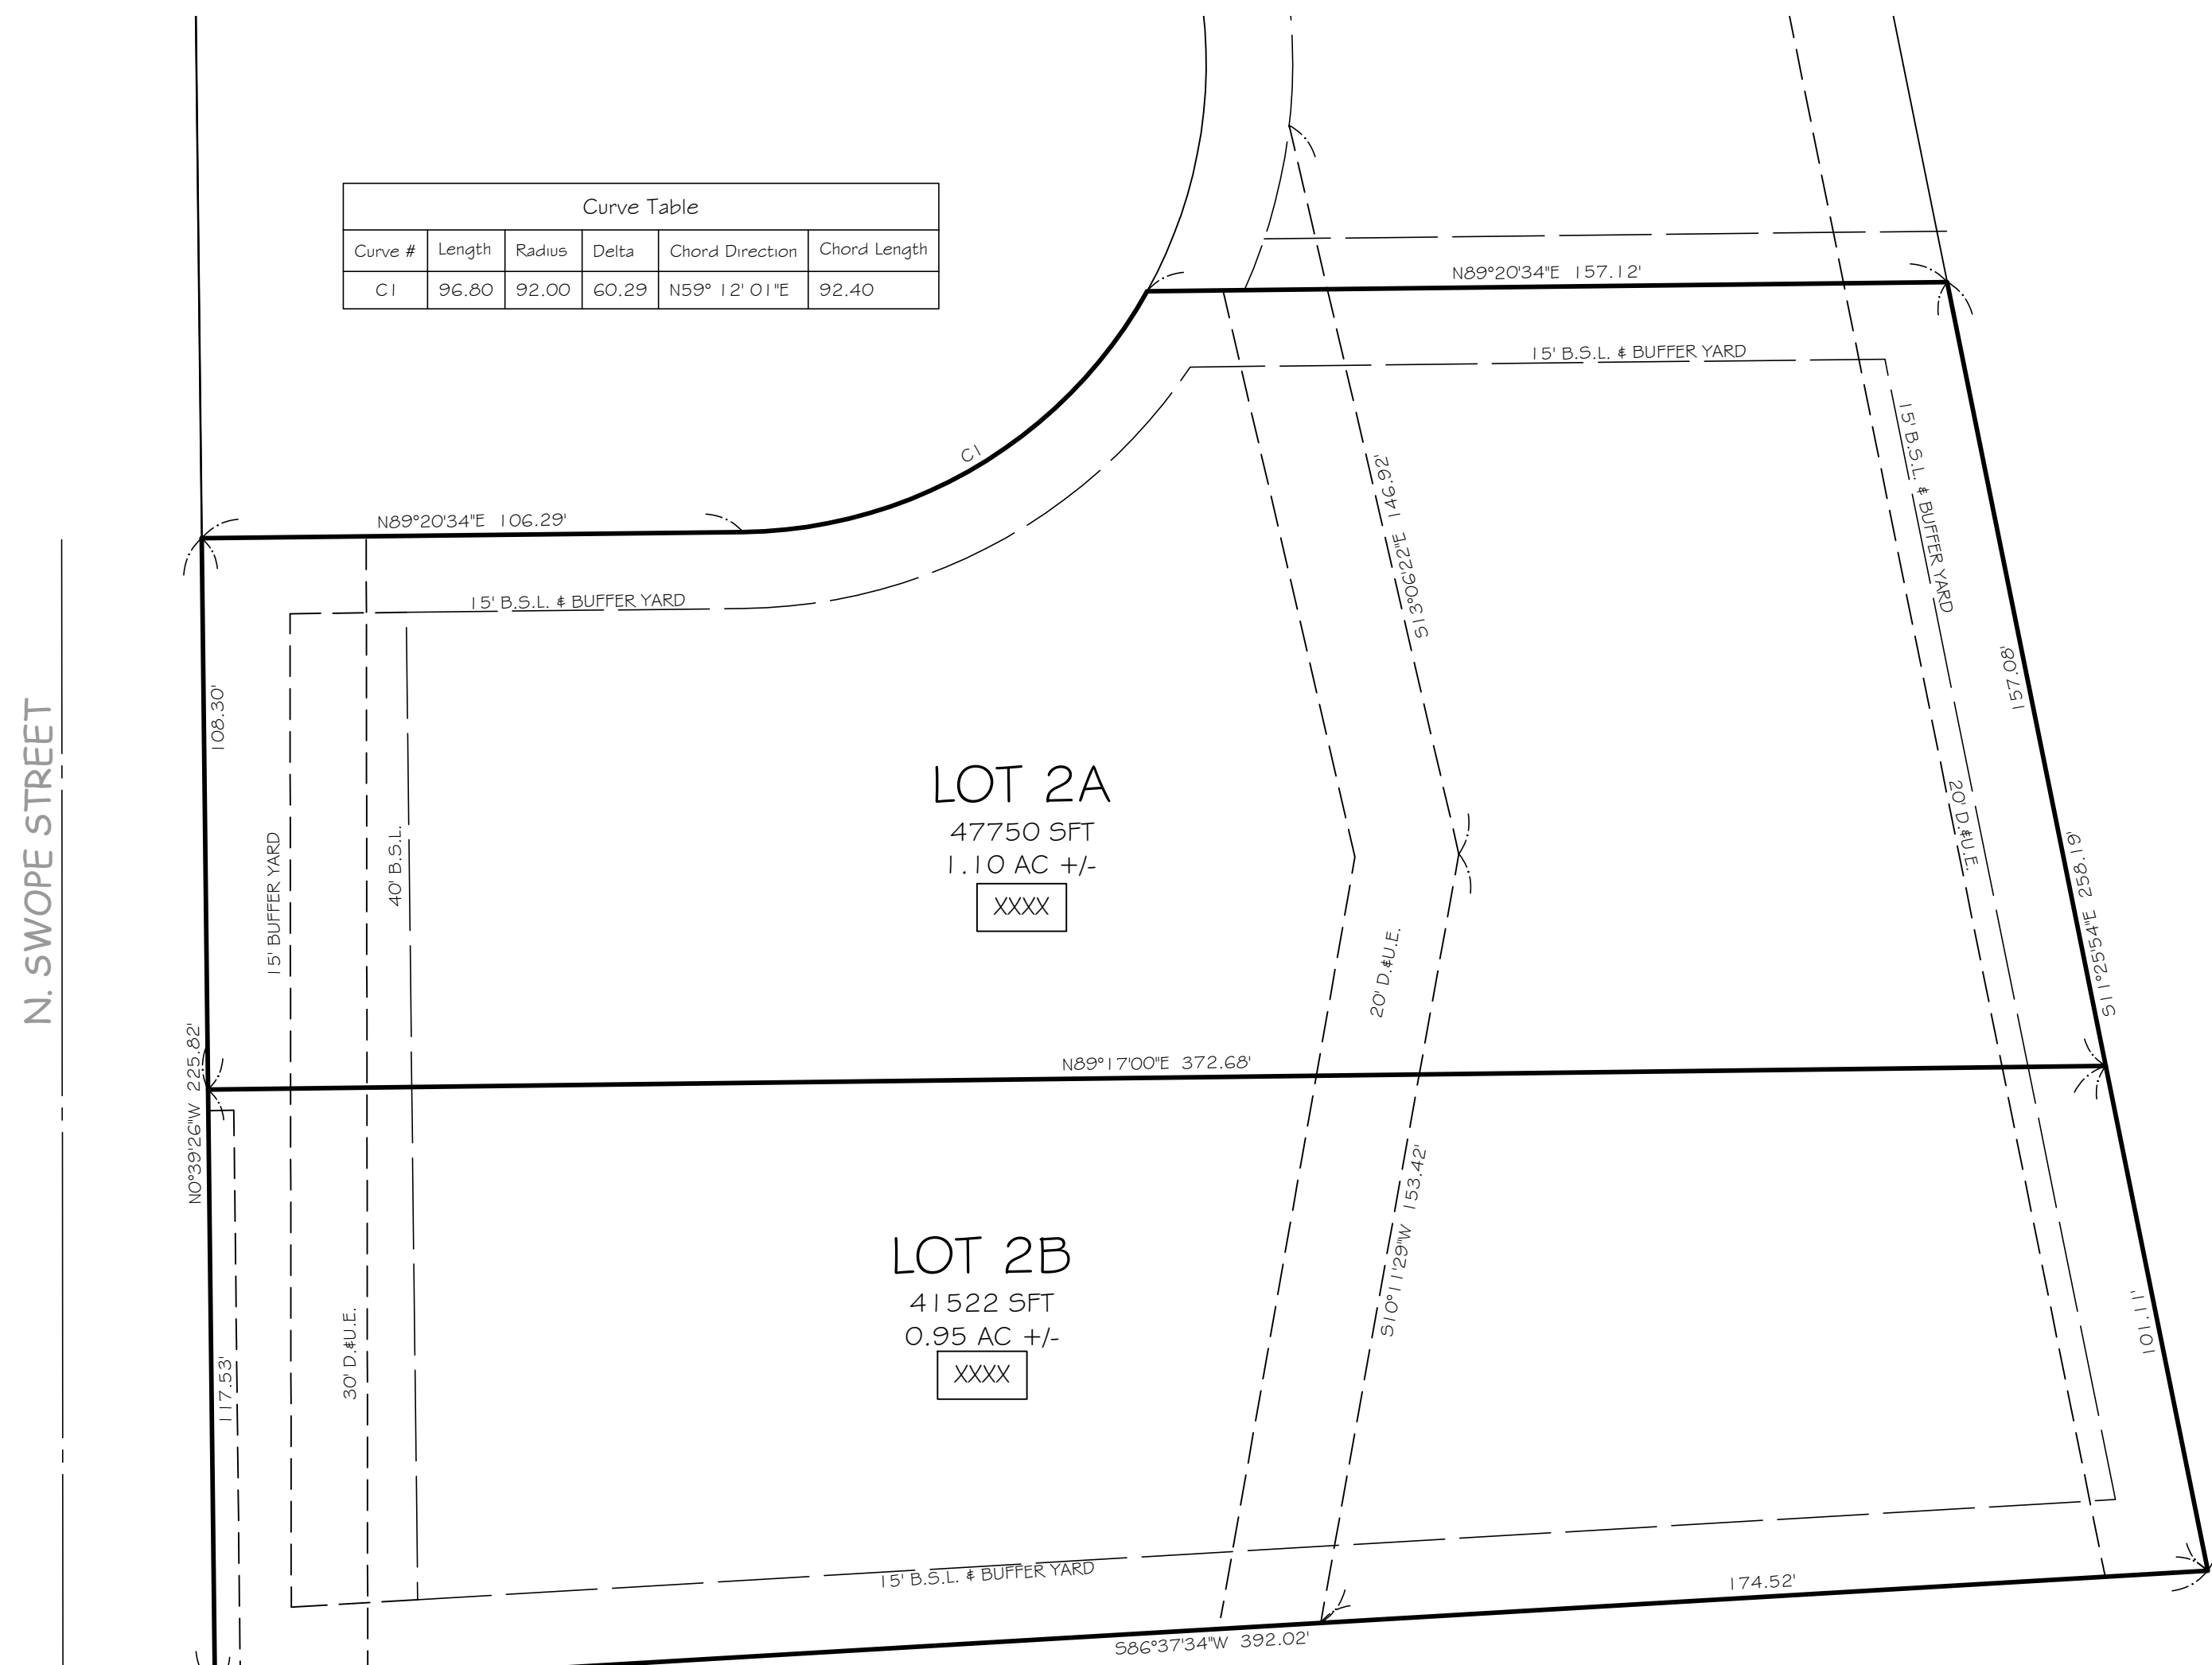 Curve Table
Curve # Length Radius Delta Chord Direction Chord Length
C1 96.80 92.00 60.29 N59° 12' 01"E 92.40
N89°20'34"E 157.12'
15' B.S.L. & BUFFER YARD
15' B.S.L. & BUFFER YARD
C1
S13°06'22"E 146.92'
N89°20'34"E 106.29'
15' B.S.L. & BUFFER YARD
157.08'
108.30'
N. SWOPE STREET
LOT 2A
47750 SFT
1.10 AC +/-
XXXX
15' BUFFER YARD
40' B.S.L.
20' D.&U.E.
20' D.&U.E.
S11°25'54"E 258.19'
N89°17'00"E 372.68'
N0°39'26"W 225.82'
S10°11'29"W 153.42'
LOT 2B
41522 SFT
0.95 AC +/-
XXXX
101.11'
30' D.&U.E.
117.53'
15' B.S.L. & BUFFER YARD
174.52'
S86°37'34"W 392.02'